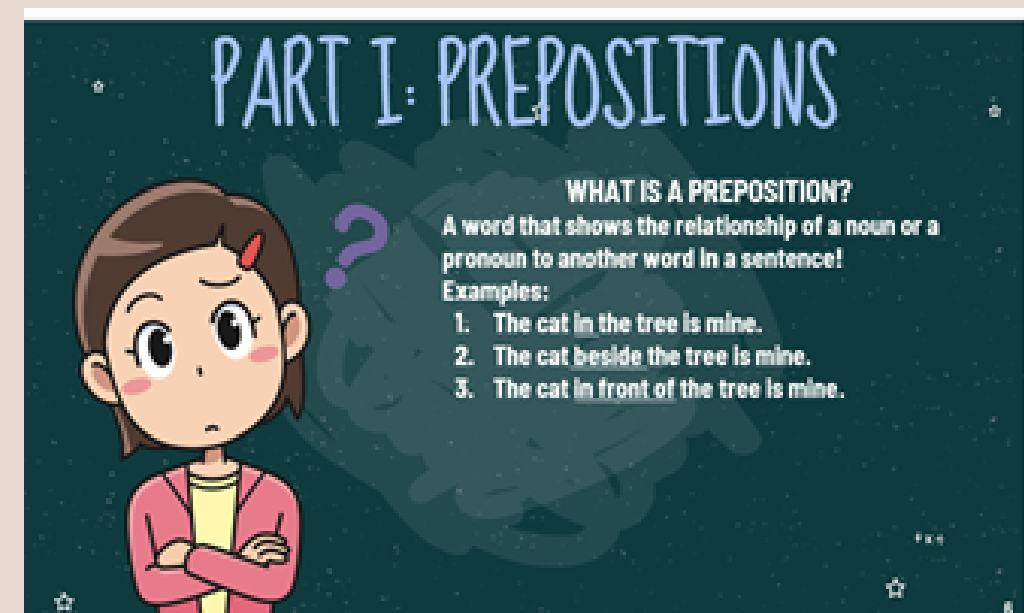 PART I: PREPOSITIONS
?
WHAT IS A PREPOSITION?
A word that shows the relationship of a noun or a
pronoun to another word in a sentence!
Examples:
1. The cat in the tree is mine.
2. The cat beside the tree is mine.
3. The cat in front of the tree is mine.